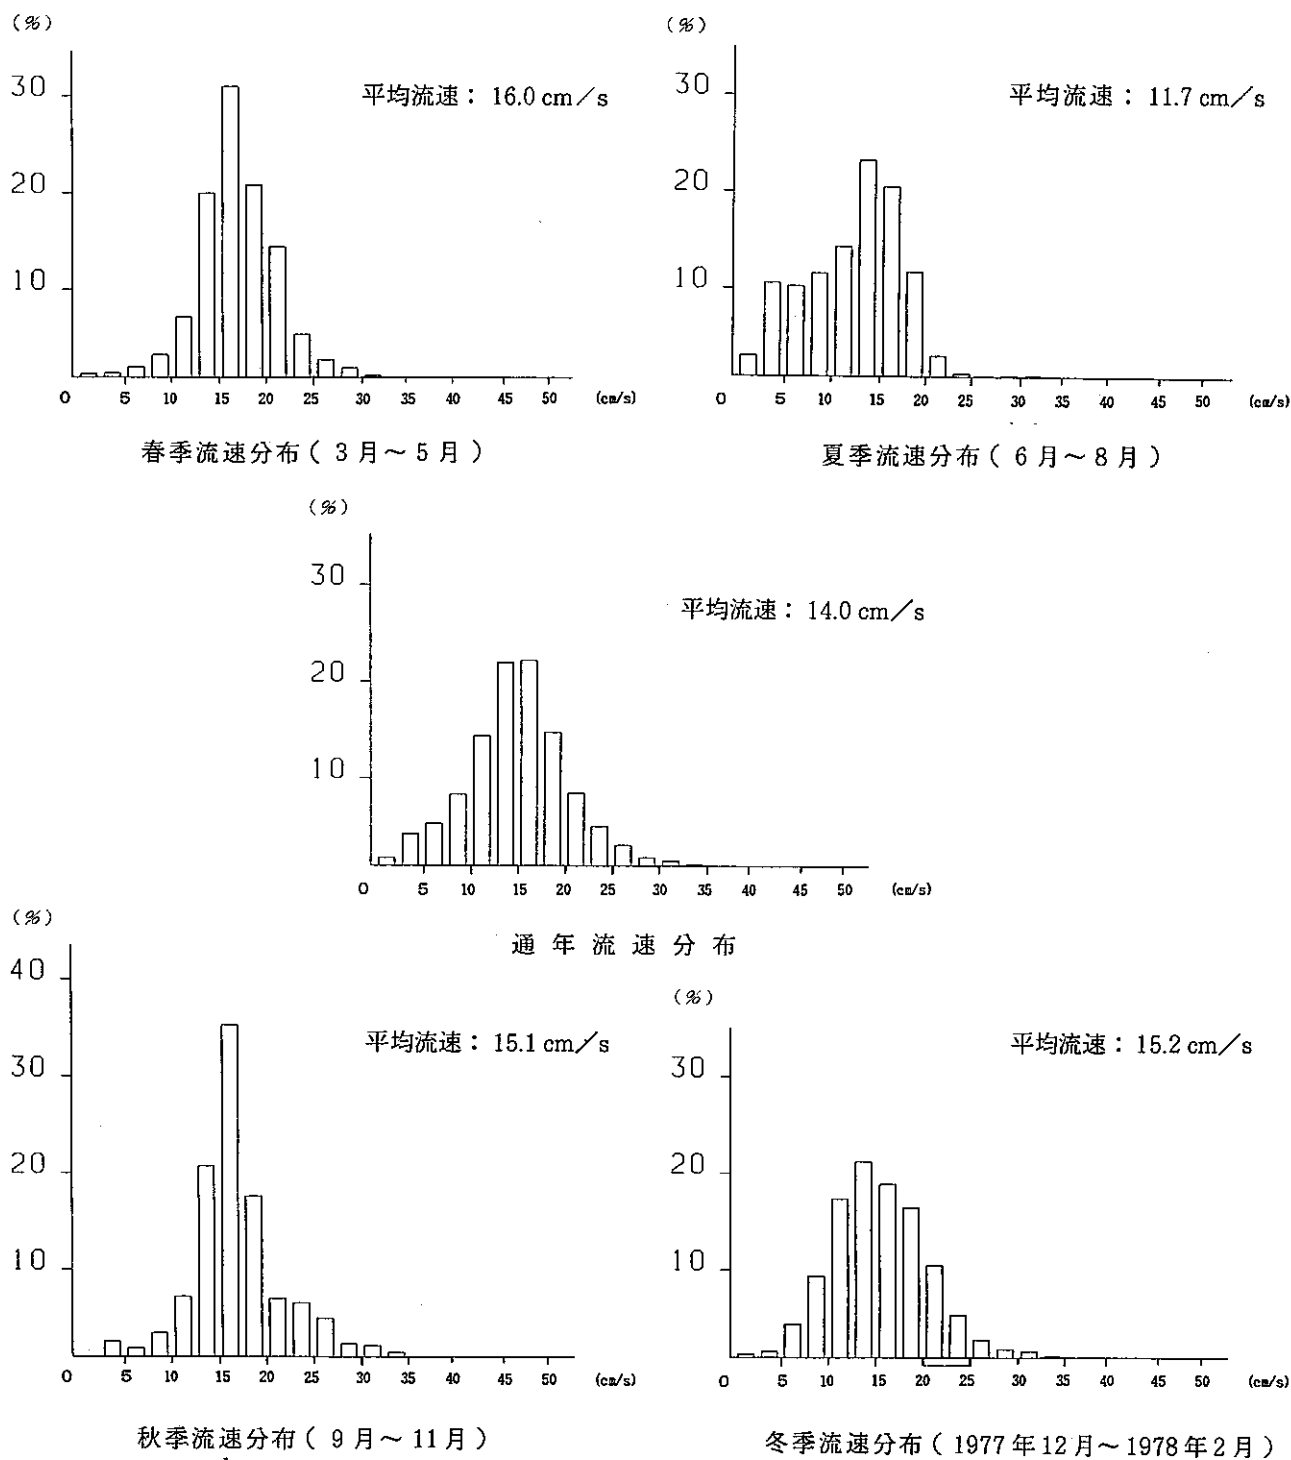 (%)
30
20
10
平均流速： 16.0 cm／s
0 5 10 15 20 25 30 35 40 45 50 (cm/s)
春季流速分布（ 3 月～ 5 月 ）
(%)
30
20
10
平均流速： 11.7 cm／s
0 5 10 15 20 25 30 35 40 45 50 (cm/s)
夏季流速分布（ 6 月～ 8 月 ）
(%)
30
20
10
平均流速： 14.0 cm／s
0 5 10 15 20 25 30 35 40 45 50 (cm/s)
通 年 流 速 分 布
(%)
40
30
20
10
平均流速： 15.1 cm／s
0 5 10 15 20 25 30 35 40 45 50 (cm/s)
秋季流速分布（ 9 月～ 11 月 ）
(%)
30
20
10
平均流速： 15.2 cm／s
0 5 10 15 20 25 30 35 40 45 50 (cm/s)
冬季流速分布（ 1977 年 12 月～ 1978 年 2 月 ）